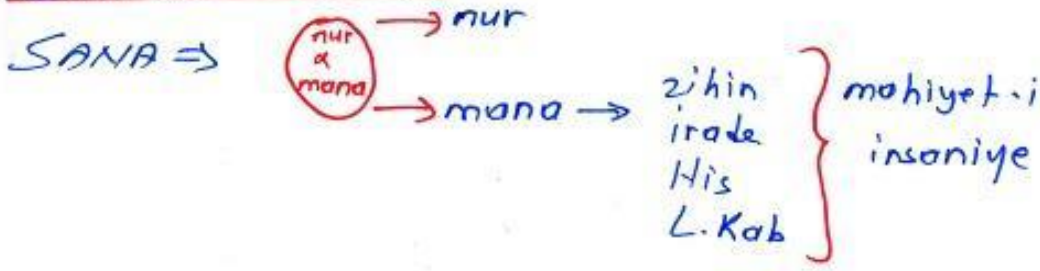 SANA ⇒
nur
&
mana
→ nur
→ mana →
zihin
irade
His
L. Kab
mahiyet-i
insaniye